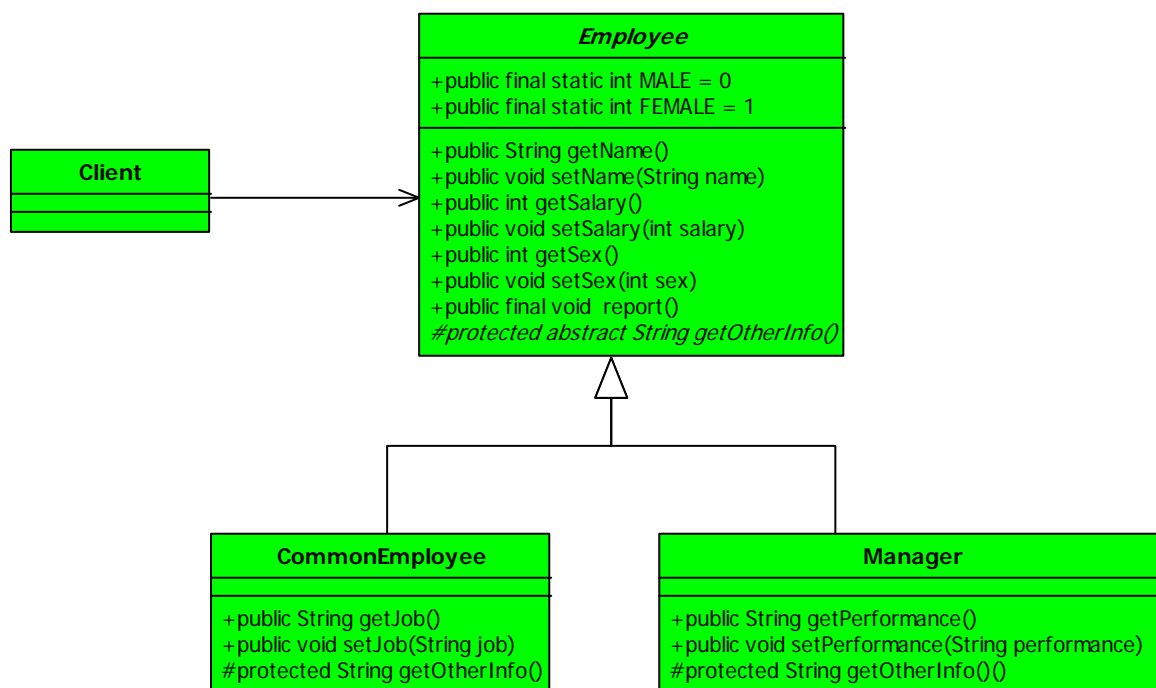 Employee
+public final static int MALE = 0
+public final static int FEMALE = 1
+public String getName()
+public void setName(String name)
+public int getSalary()
+public void setSalary(int salary)
+public int getSex()
+public void setSex(int sex)
+public final void report()
#protected abstract String getOtherInfo()
Client
CommonEmployee
+public String getJob()
+public void setJob(String job)
#protected String getOtherInfo()
Manager
+public String getPerformance()
+public void setPerformance(String performance)
#protected String getOtherInfo()()